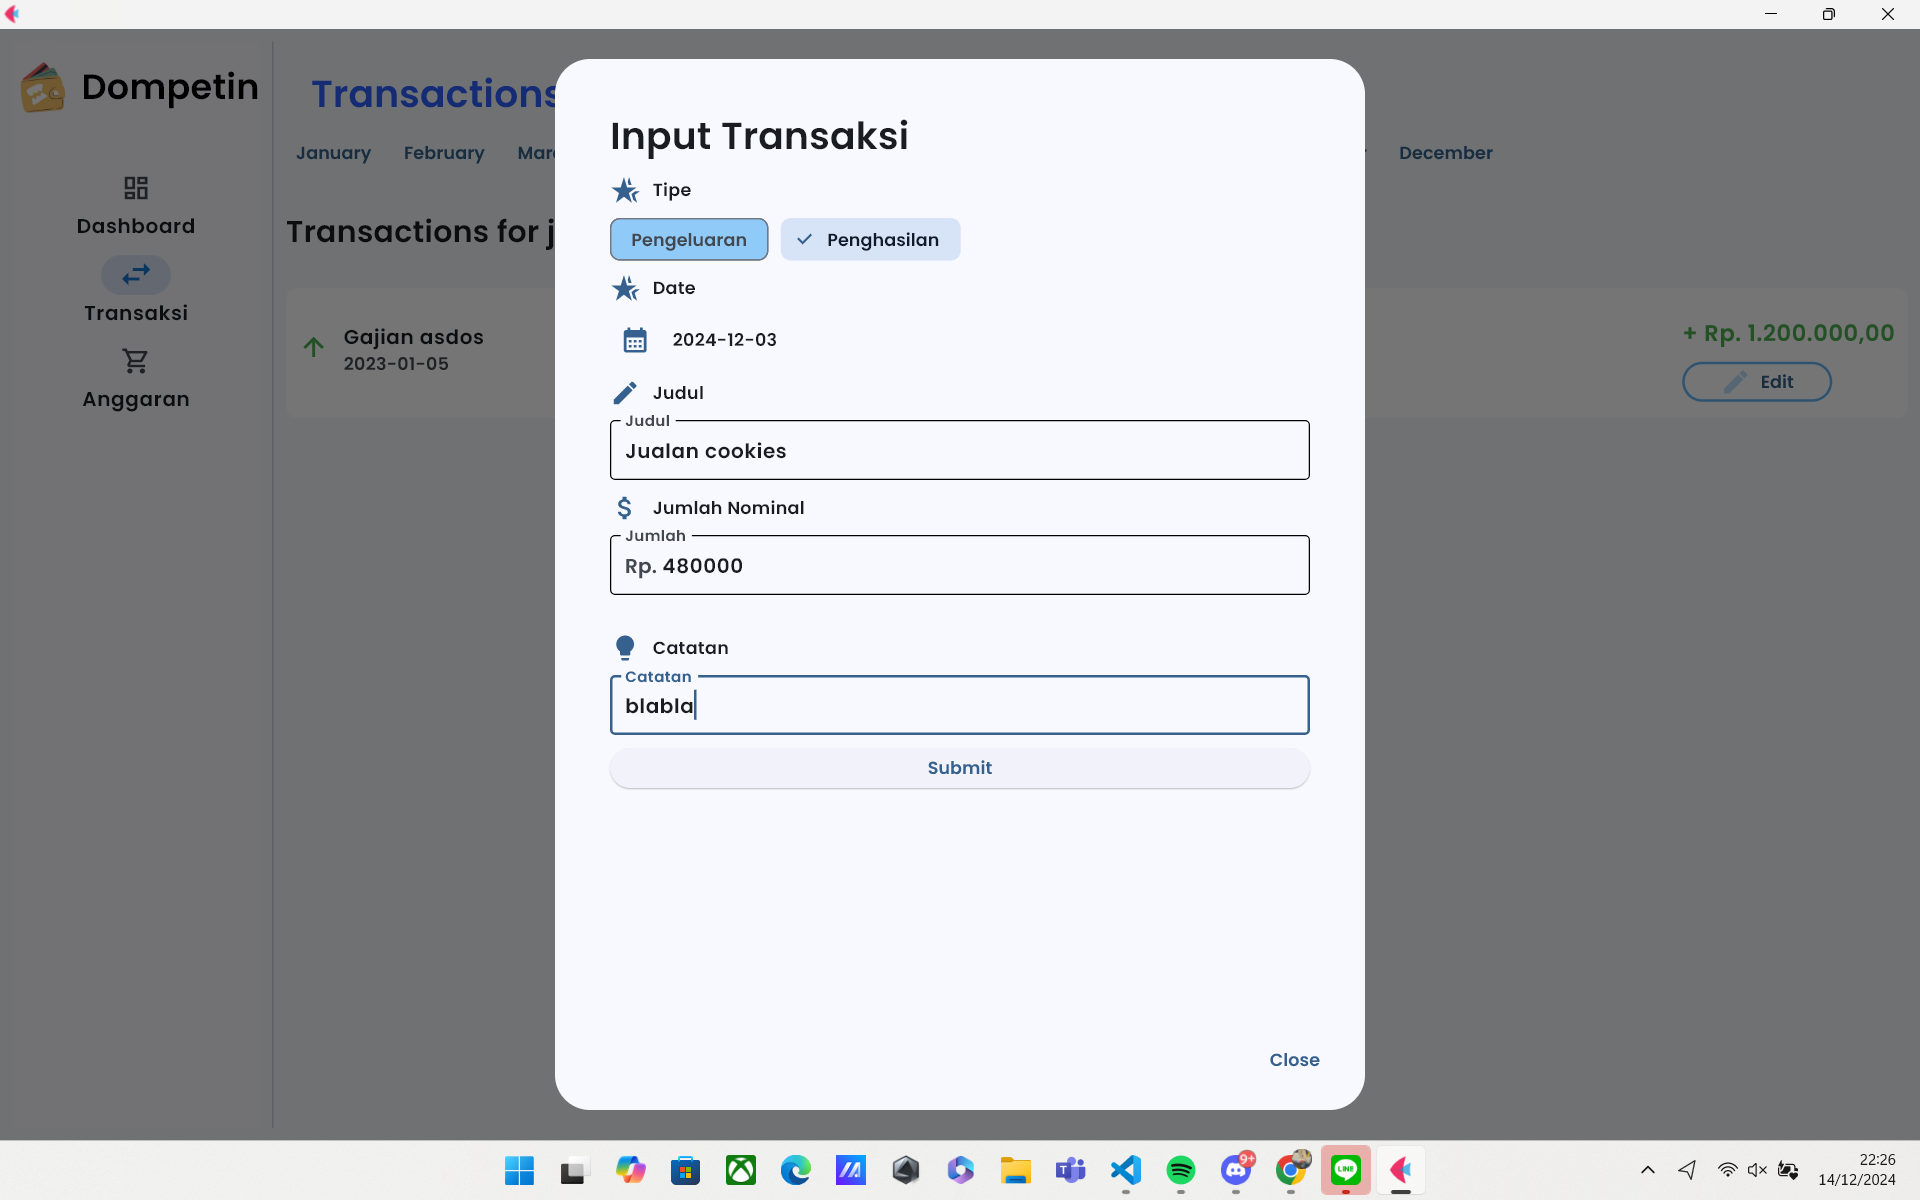 Dompetin
Transactions
January February Marc December
Dashboard
Transaksi
Anggaran
Transactions for j
Gajian asdos
2023-01-05
+ Rp. 1.200.000,00
Edit
Input Transaksi
Tipe
Pengeluaran Penghasilan
Date
2024-12-03
Judul
Judul
Jualan cookies
Jumlah Nominal
Jumlah
Rp. 480000
Catatan
Catatan
blabla
Submit
Close
9+
LINE
22:26
14/12/2024